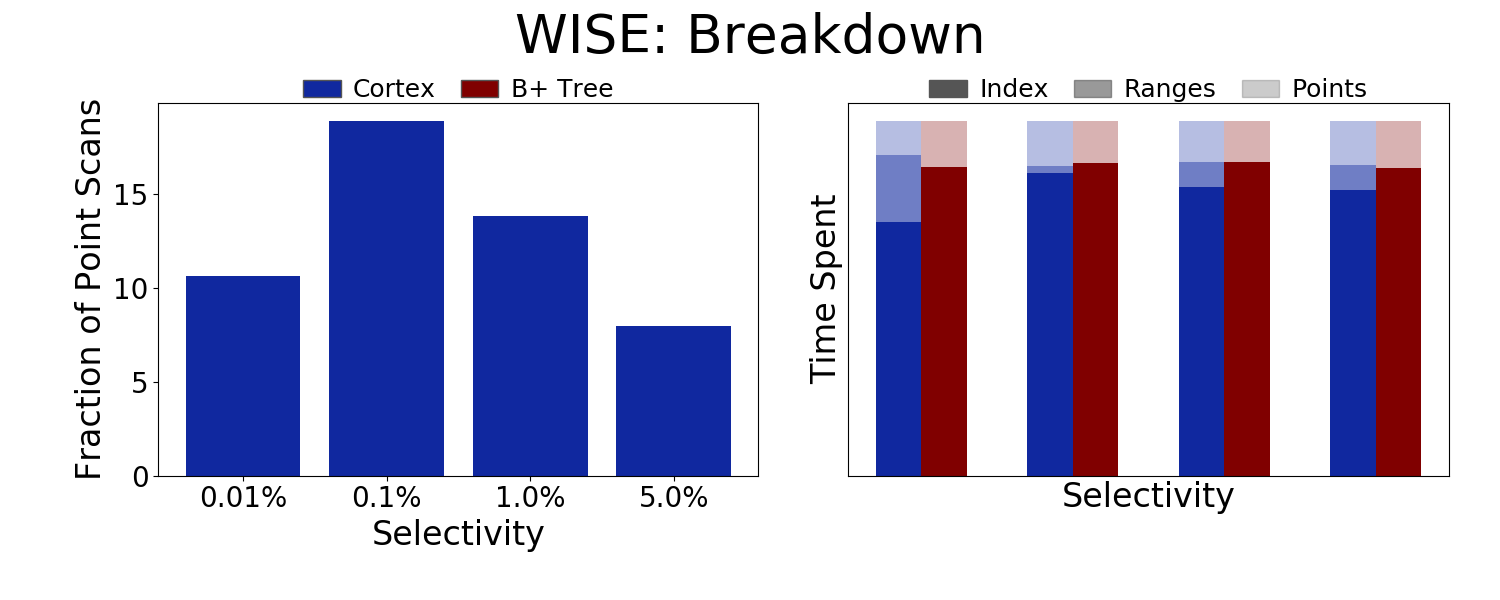 WISE: Breakdown
Cortex
B+ Tree
Fraction of Point Scans
15
10
5
0
0.01%
0.1%
1.0%
5.0%
Selectivity
Index
Ranges
Points
Time Spent
Selectivity